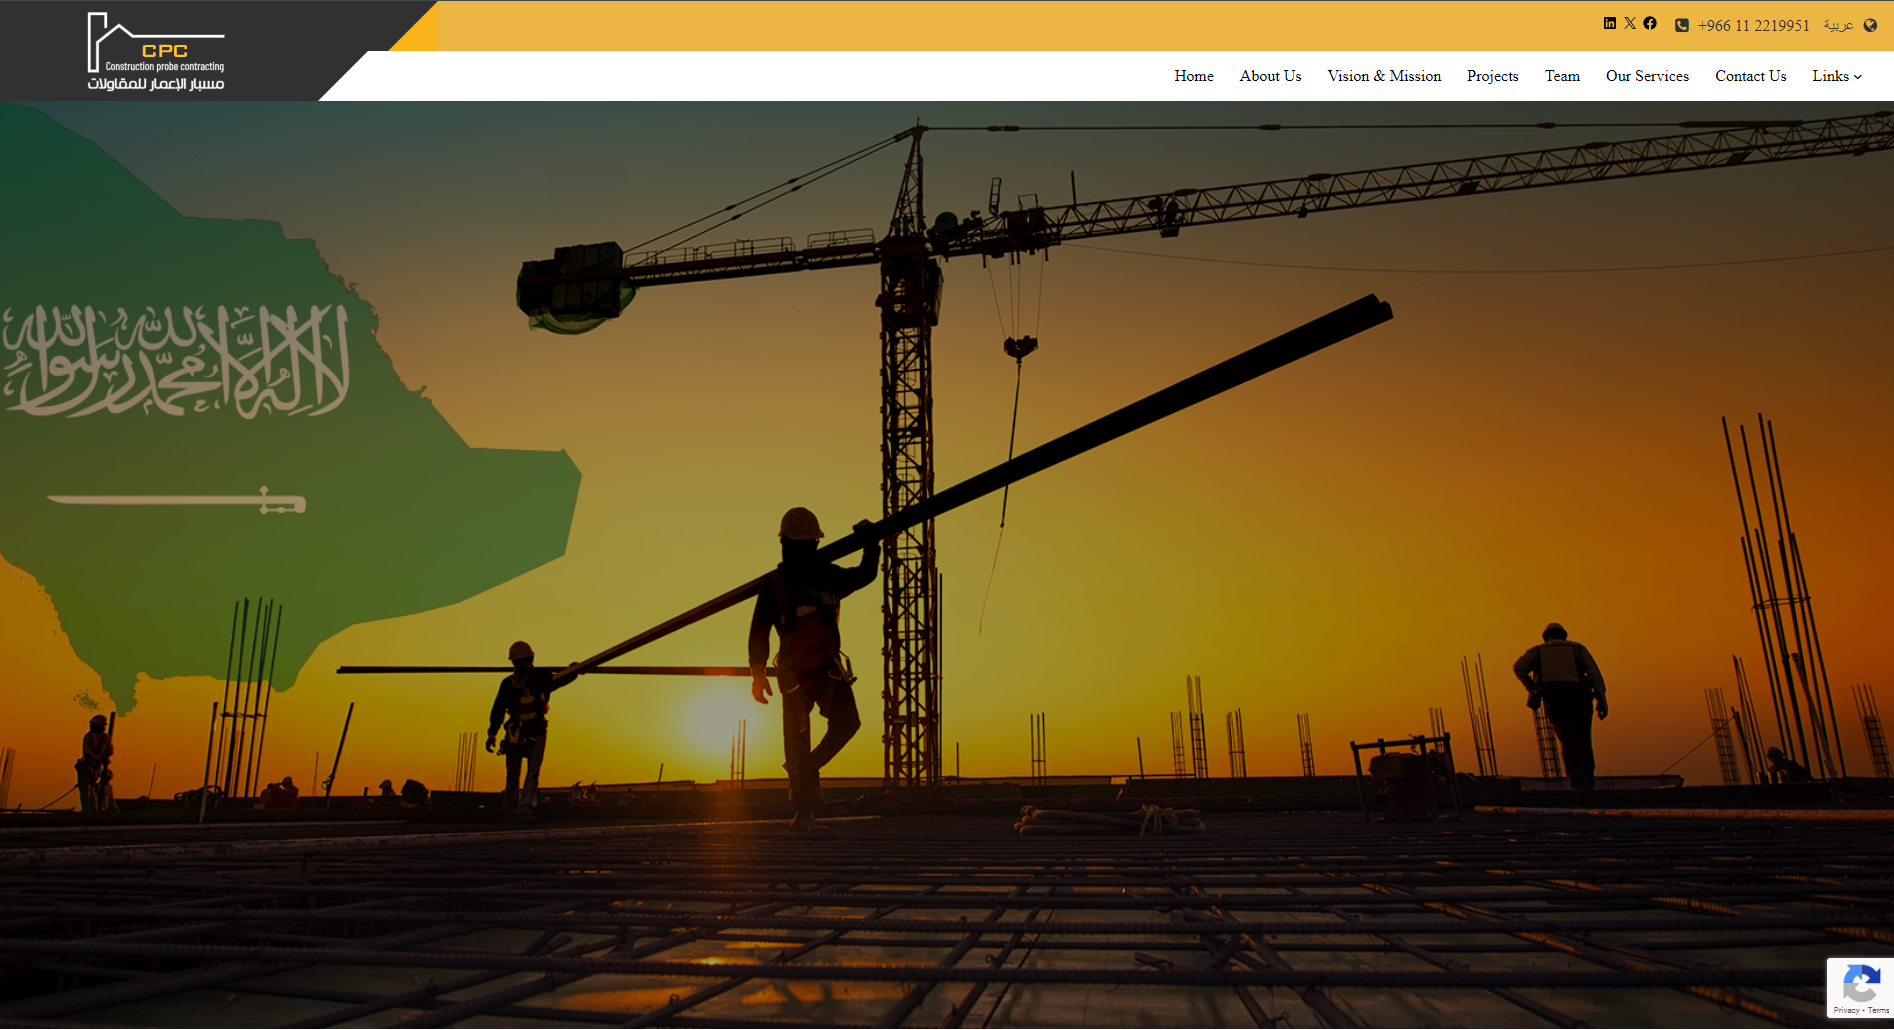 CPC
Construction probe contracting
مسبار الإعمار للمقاولات
+966 11 2219951 عربية
Home About Us Vision & Mission Projects Team Our Services Contact Us Links
لا إله إلا الله محمد رسول الله
Privacy - Terms